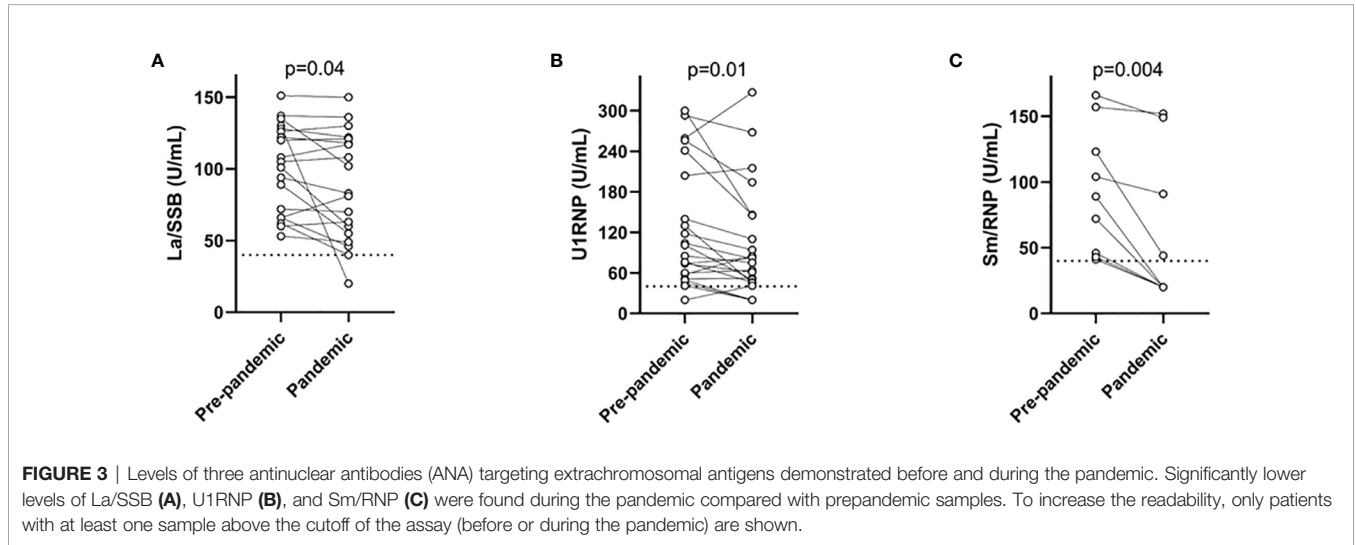 A
p=0.04
La/SSB (U/mL)
150
100
50
0
Pre-pandemic
Pandemic
B
p=0.01
U1RNP (U/mL)
300
240
180
120
60
0
Pre-pandemic
Pandemic
C
p=0.004
Sm/RNP (U/mL)
150
100
50
0
Pre-pandemic
Pandemic
FIGURE 3 | Levels of three antinuclear antibodies (ANA) targeting extrachromosomal antigens demonstrated before and during the pandemic. Significantly lower
levels of La/SSB (A), U1RNP (B), and Sm/RNP (C) were found during the pandemic compared with prepandemic samples. To increase the readability, only patients
with at least one sample above the cutoff of the assay (before or during the pandemic) are shown.